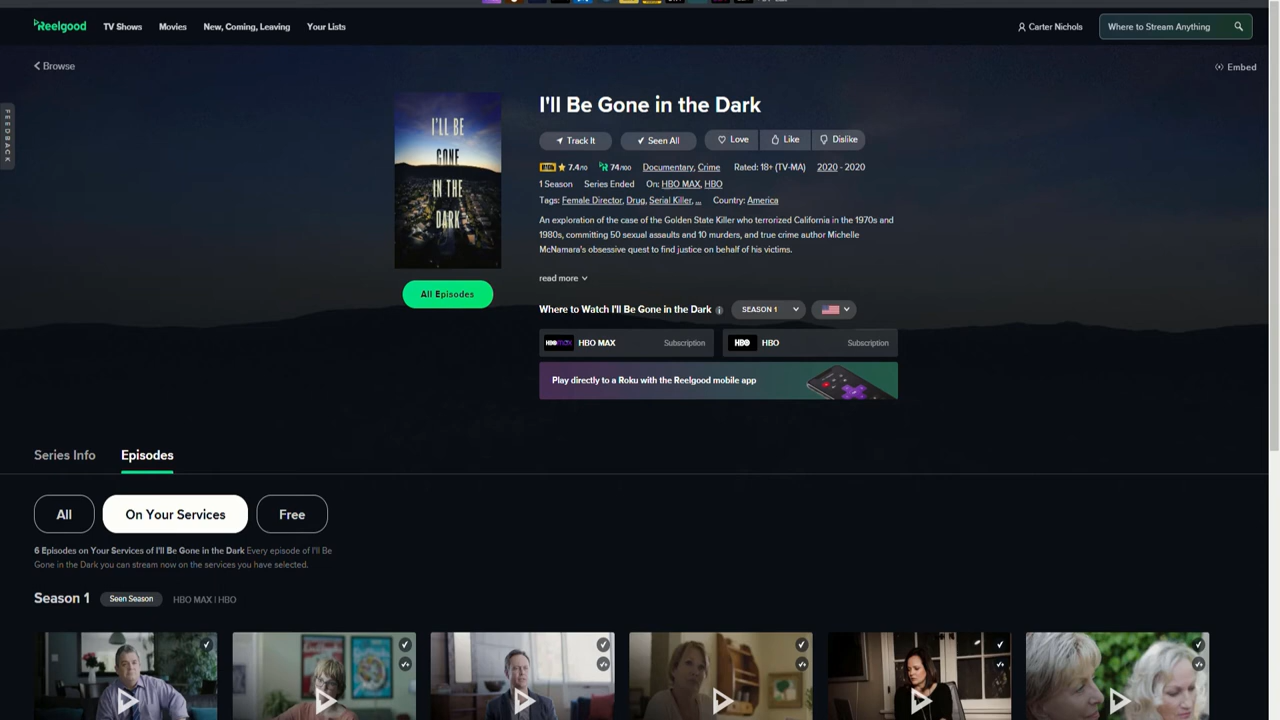 Reelgood
TV Shows
Movies
New, Coming, Leaving
Your Lists
Carter Nichols
Where to Stream Anything
Browse
Embed
FEEDBACK
I'LL BE
GONE
IN THE
DARK
All Episodes
I'll Be Gone in the Dark
Track It
Seen All
Love
Like
Dislike
7.4/10
74/100
Documentary, Crime
Rated: 18+ (TV-MA)
2020 - 2020
1 Season
Series Ended
On: HBO MAX, HBO
Tags: Female Director, Drug, Serial Killer, ...
Country: America
An exploration of the case of the Golden State Killer who terrorized California in the 1970s and
1980s, committing 50 sexual assaults and 10 murders, and true crime author Michelle
McNamara's obsessive quest to find justice on behalf of his victims.
read more
Where to Watch I'll Be Gone in the Dark
SEASON 1
HBO MAX
HBO MAX
Subscription
HBO
HBO
Subscription
Play directly to a Roku with the Reelgood mobile app
Series Info
Episodes
All
On Your Services
Free
6 Episodes on Your Services of I'll Be Gone in the Dark Every episode of I'll Be
Gone in the Dark you can stream now on the services you have selected.
Season 1
Seen Season
HBO MAX | HBO